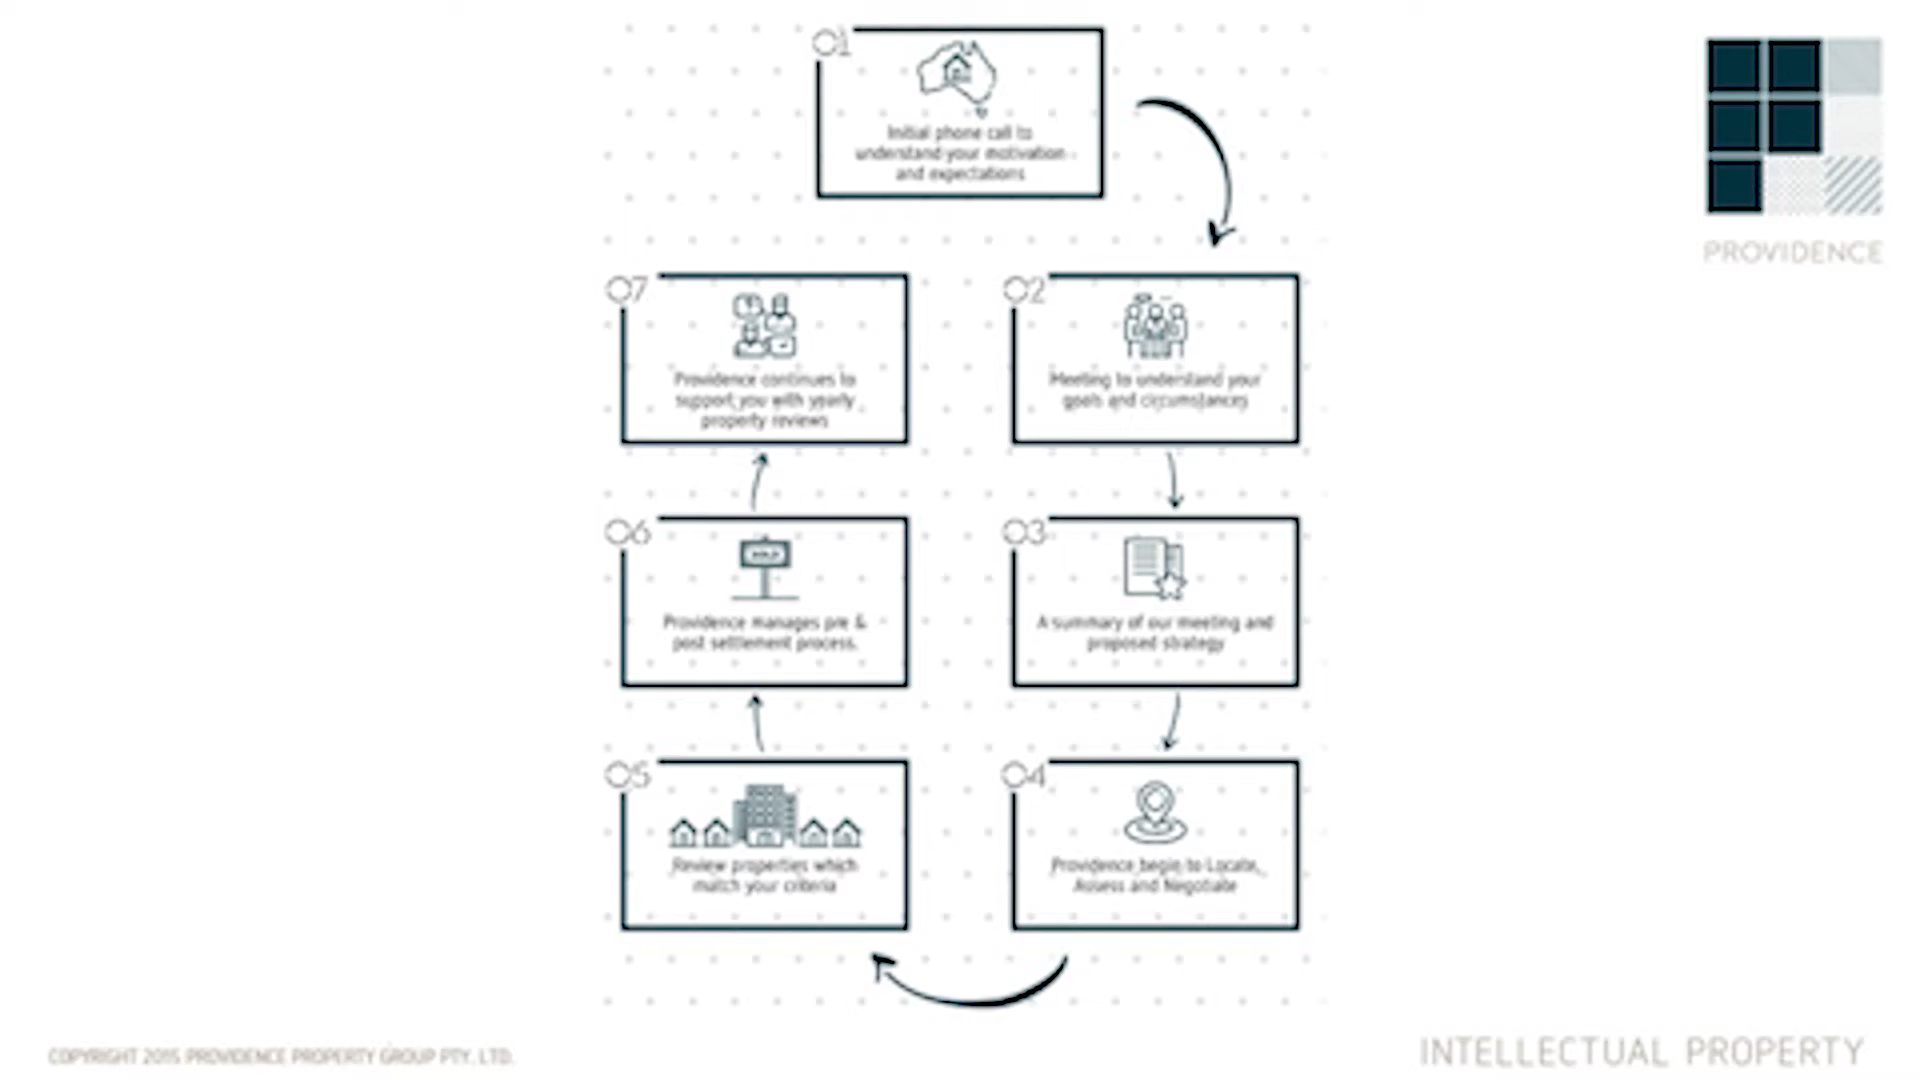 01
Initial phone call to
understand your motivation
and expectations
02
Meeting to understand your
goals and circumstances
03
A summary of our meeting and
proposed strategy
04
Providence begin to Locate,
Assess and Negotiate
05
Review properties which
match your criteria
06
SOLD
Providence manages pre &
post settlement process.
07
Providence continues to
support you with yearly
property reviews
PROVIDENCE
COPYRIGHT 2015 PROVIDENCE PROPERTY GROUP PTY. LTD.
INTELLECTUAL PROPERTY